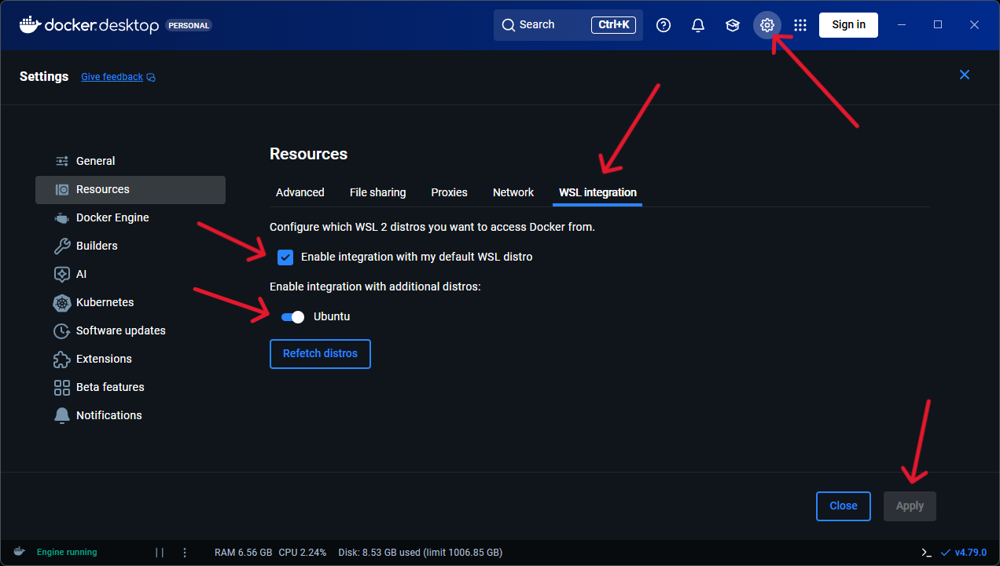 docker.desktop PERSONAL Search Ctrl+K Sign in
Settings Give feedback
General
Resources
Docker Engine
Builders
AI
Kubernetes
Software updates
Extensions
Beta features
Notifications
Resources
Advanced File sharing Proxies Network WSL integration
Configure which WSL 2 distros you want to access Docker from.
Enable integration with my default WSL distro
Enable integration with additional distros:
Ubuntu
Refetch distros
Close Apply
Engine running RAM 6.56 GB CPU 2.24% Disk: 8.53 GB used (limit 1006.85 GB) v4.79.0